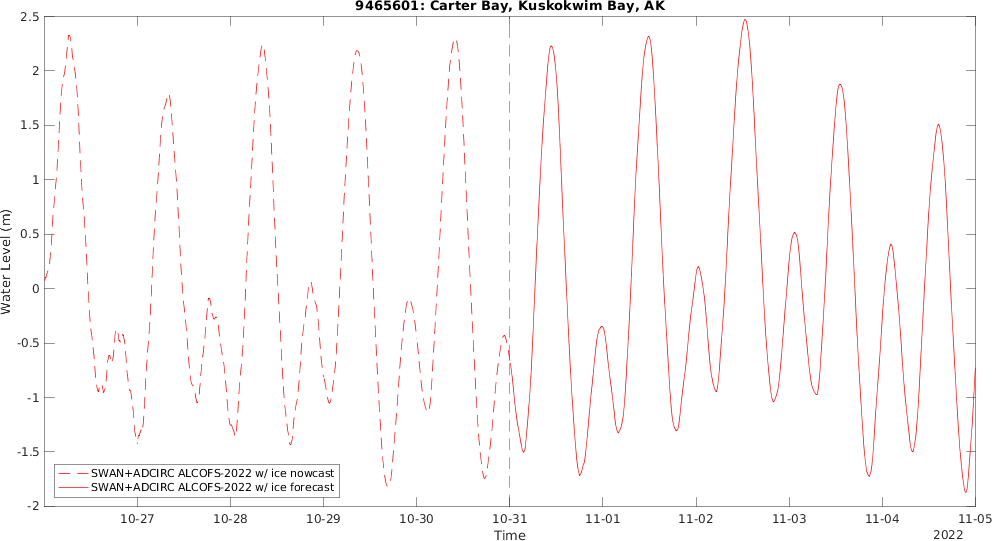 9465601: Carter Bay, Kuskokwim Bay, AK
2.5
2
1.5
1
0.5
0
-0.5
-1
-1.5
-2
Water Level (m)
SWAN+ADCIRC ALCOFS-2022 w/ ice nowcast
SWAN+ADCIRC ALCOFS-2022 w/ ice forecast
10-27 10-28 10-29 10-30 10-31 11-01 11-02 11-03 11-04 11-05
Time
2022